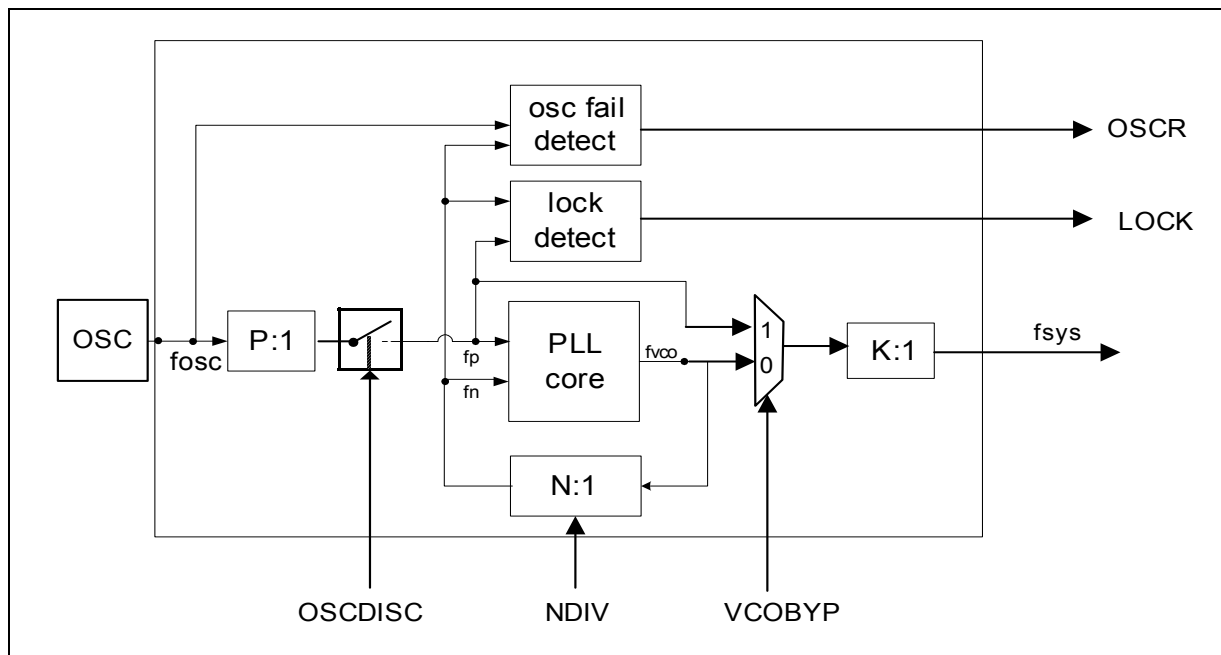 osc fail
detect
OSCR
lock
detect
LOCK
OSC
fosc
P:1
fp
fn
PLL
core
fvco
1
0
K:1
fsys
N:1
OSCDISC
NDIV
VCOBYP